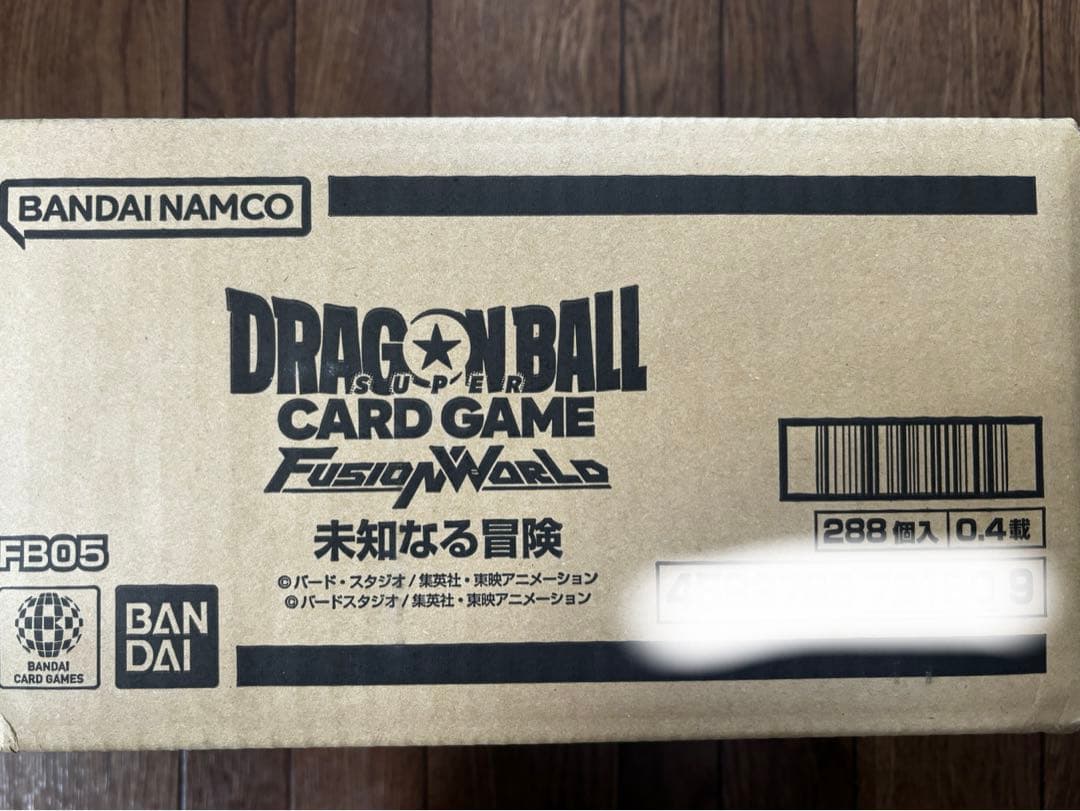 BANDAI NAMCO
DRAGON BALL
SUPER
CARD GAME
FUSION WORLD
未知なる冒険
©バード・スタジオ/集英社・東映アニメーション
©バードスタジオ/集英社・東映アニメーション
FB05
BANDAI
CARD GAMES
BAN
DAI
288個入 0.4載